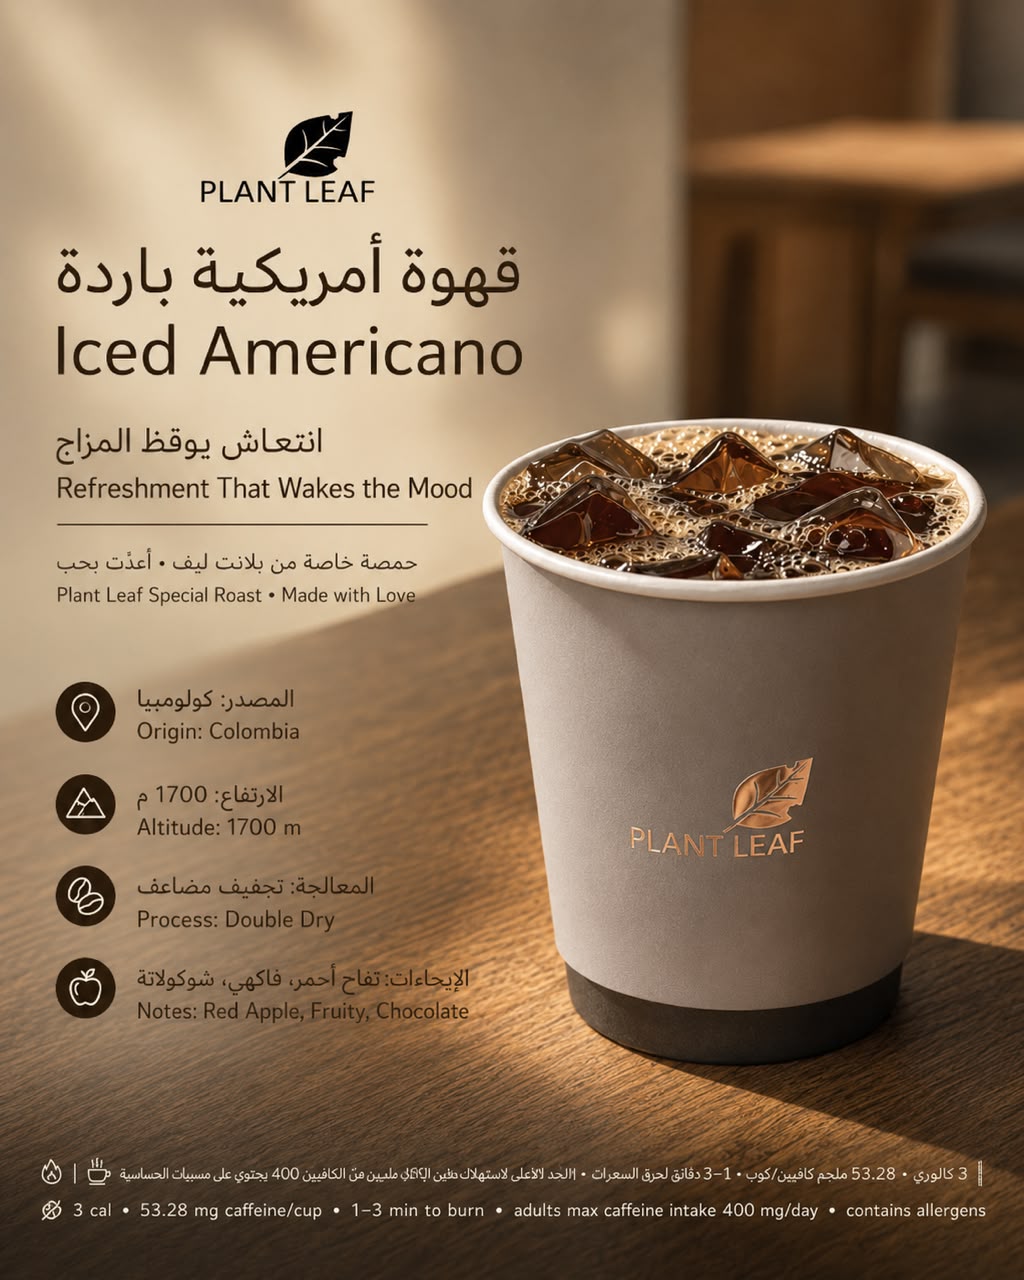 PLANT LEAF
قهوة أمريكية باردة
Iced Americano
انتعاش يوقظ المزاج
Refreshment That Wakes the Mood
حمصة خاصة من بلانت ليف • أعدَّت بحب
Plant Leaf Special Roast • Made with Love
المصدر: كولومبيا
Origin: Colombia
الارتفاع: 1700 م
Altitude: 1700 m
المعالجة: تجفيف مضاعف
Process: Double Dry
الإيحاءات: تفاح أحمر، فاكهي، شوكولاتة
Notes: Red Apple, Fruity, Chocolate
PLANT LEAF
3 كالوري • 53.28 ملجم كافيين/كوب • 1–3 دقائق لحرق السعرات • الحد الأعلى لاستهلاك من الكافيين 400 يحتوي على مسببات الحساسية
3 cal • 53.28 mg caffeine/cup • 1–3 min to burn • adults max caffeine intake 400 mg/day • contains allergens